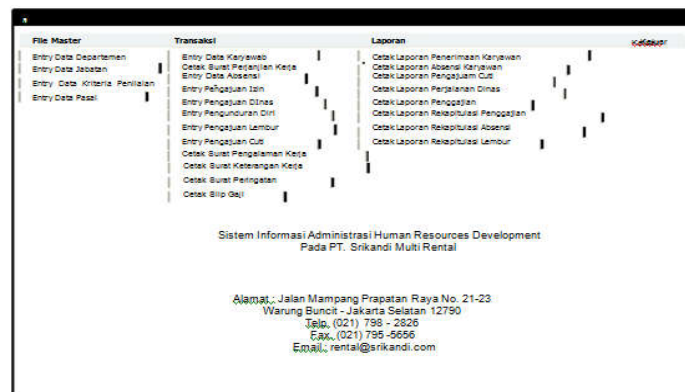 File Master
Entry Data Departemen
Entry Data Jabatan
Entry Data Kriteria Penilaian
Entry Data Pasal
Transaksi
Entry Data Karyawab
Cetak Surat Perjanjian Kerja
Entry Data Absensi
Entry Pengajuan Izin
Entry Pengajuan Dinas
Entry Pengunduran Diri
Entry Pengajuan Lembur
Entry Pengajuan Cuti
Cetak Surat Pengalaman Kerja
Cetak Surat Keterangan Kerja
Cetak Surat Peringatan
Cetak Slip Gaji
Laporan
Cetak Laporan Penerimaan Karyawan
Cetak Laporan Absensi Karyawan
Cetak Laporan Pengajuam Cuti
Cetak Laporan Perjalanan Dinas
Cetak Laporan Penggajian
Cetak Laporan Rekapitulasi Penggajian
Cetak Laporan Rekapitulasi Absensi
Cetak Laporan Rekapitulasi Lembur
Sistem Informasi Administrasi Human Resources Development
Pada PT. Srikandi Multi Rental
Alamat : Jalan Mampang Prapatan Raya No. 21-23
Warung Buncit - Jakarta Selatan 12790
Telp. (021) 798 - 2826
Fax. (021) 795 -5656
Email : rental@srikandi.com